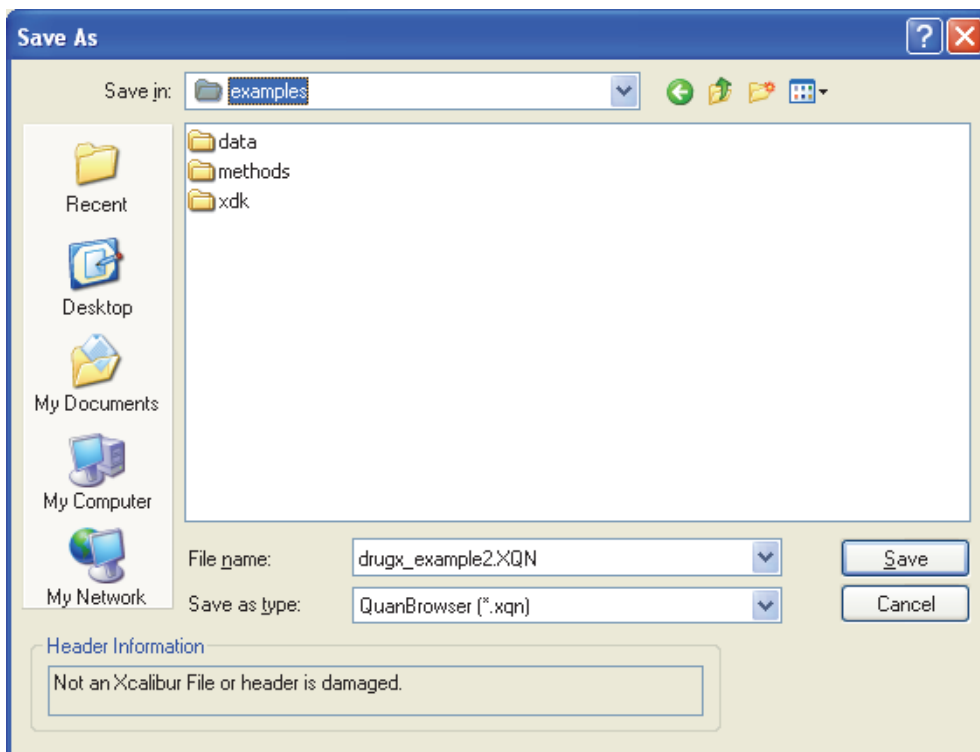 Save As
Save in:
examples
data
methods
xdk
Recent
Desktop
My Documents
My Computer
My Network
File name:
drugx_example2.XQN
Save
Save as type:
QuanBrowser (*.xqn)
Cancel
Header Information
Not an Xcalibur File or header is damaged.